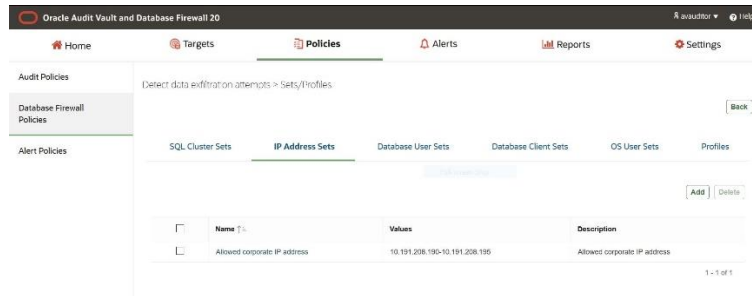 Oracle Audit Vault and Database Firewall 20
avauditor
Help
Home
Targets
Policies
Alerts
Reports
Settings
Audit Policies
Database Firewall
Policies
Alert Policies
Detect data exfiltration attempts > Sets/Profiles
Back
SQL Cluster Sets
IP Address Sets
Database User Sets
Database Client Sets
OS User Sets
Profiles
Add
Delete
Name
Values
Description
Allowed corporate IP address
10.191.208.190-10.191.208.195
Allowed corporate IP address
1 - 1 of 1